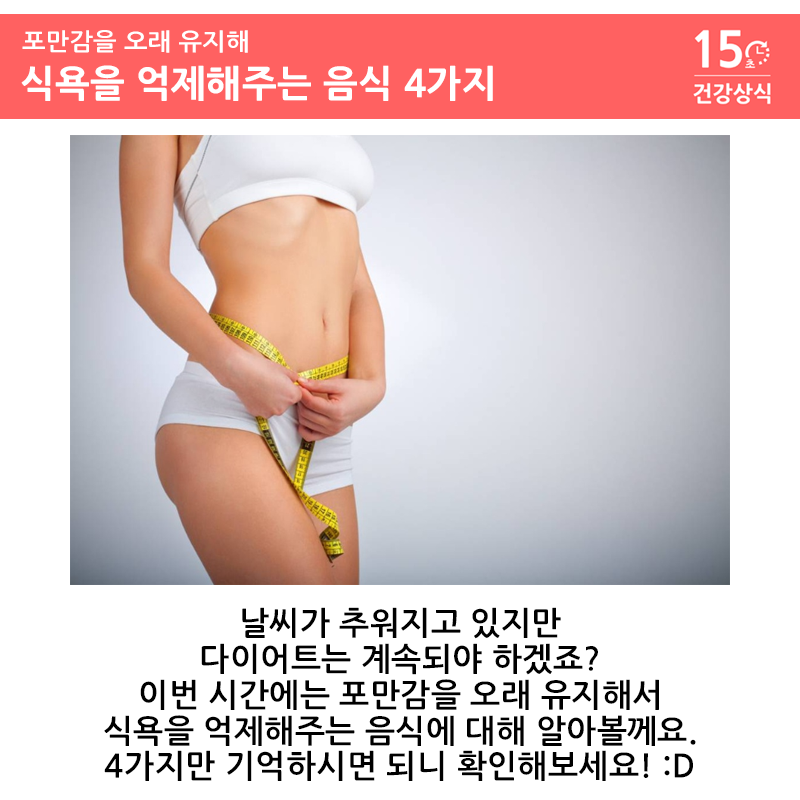 포만감을 오래 유지해
식욕을 억제해주는 음식 4가지
15초
건강상식
날씨가 추워지고 있지만
다이어트는 계속되야 하겠죠?
이번 시간에는 포만감을 오래 유지해서
식욕을 억제해주는 음식에 대해 알아볼께요.
4가지만 기억하시면 되니 확인해보세요! :D